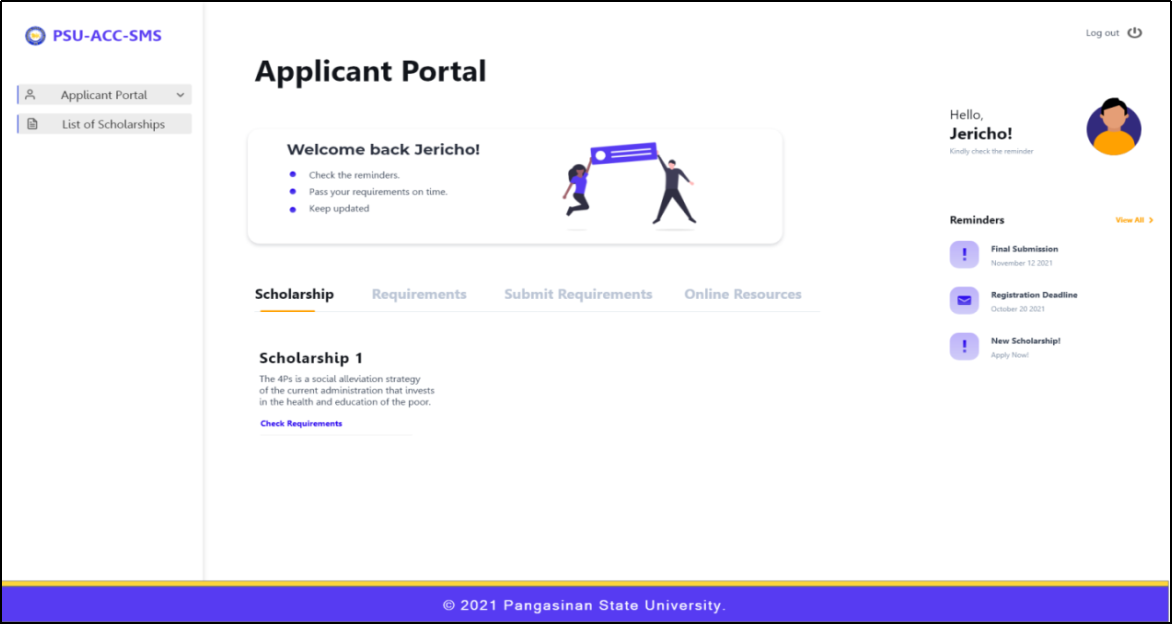 PSU-ACC-SMS
Applicant Portal
List of Scholarships
Log out
Applicant Portal
Welcome back Jericho!
Check the reminders.
Pass your requirements on time.
Keep updated
Hello,
Jericho!
Kindly check the reminder
Scholarship
Requirements
Submit Requirements
Online Resources
Scholarship 1
The 4Ps is a social alleviation strategy
of the current administration that invests
in the health and education of the poor.
Check Requirements
Reminders
View All
Final Submission
November 12 2021
Registration Deadline
October 20 2021
New Scholarship!
Apply Now!
© 2021 Pangasinan State University.